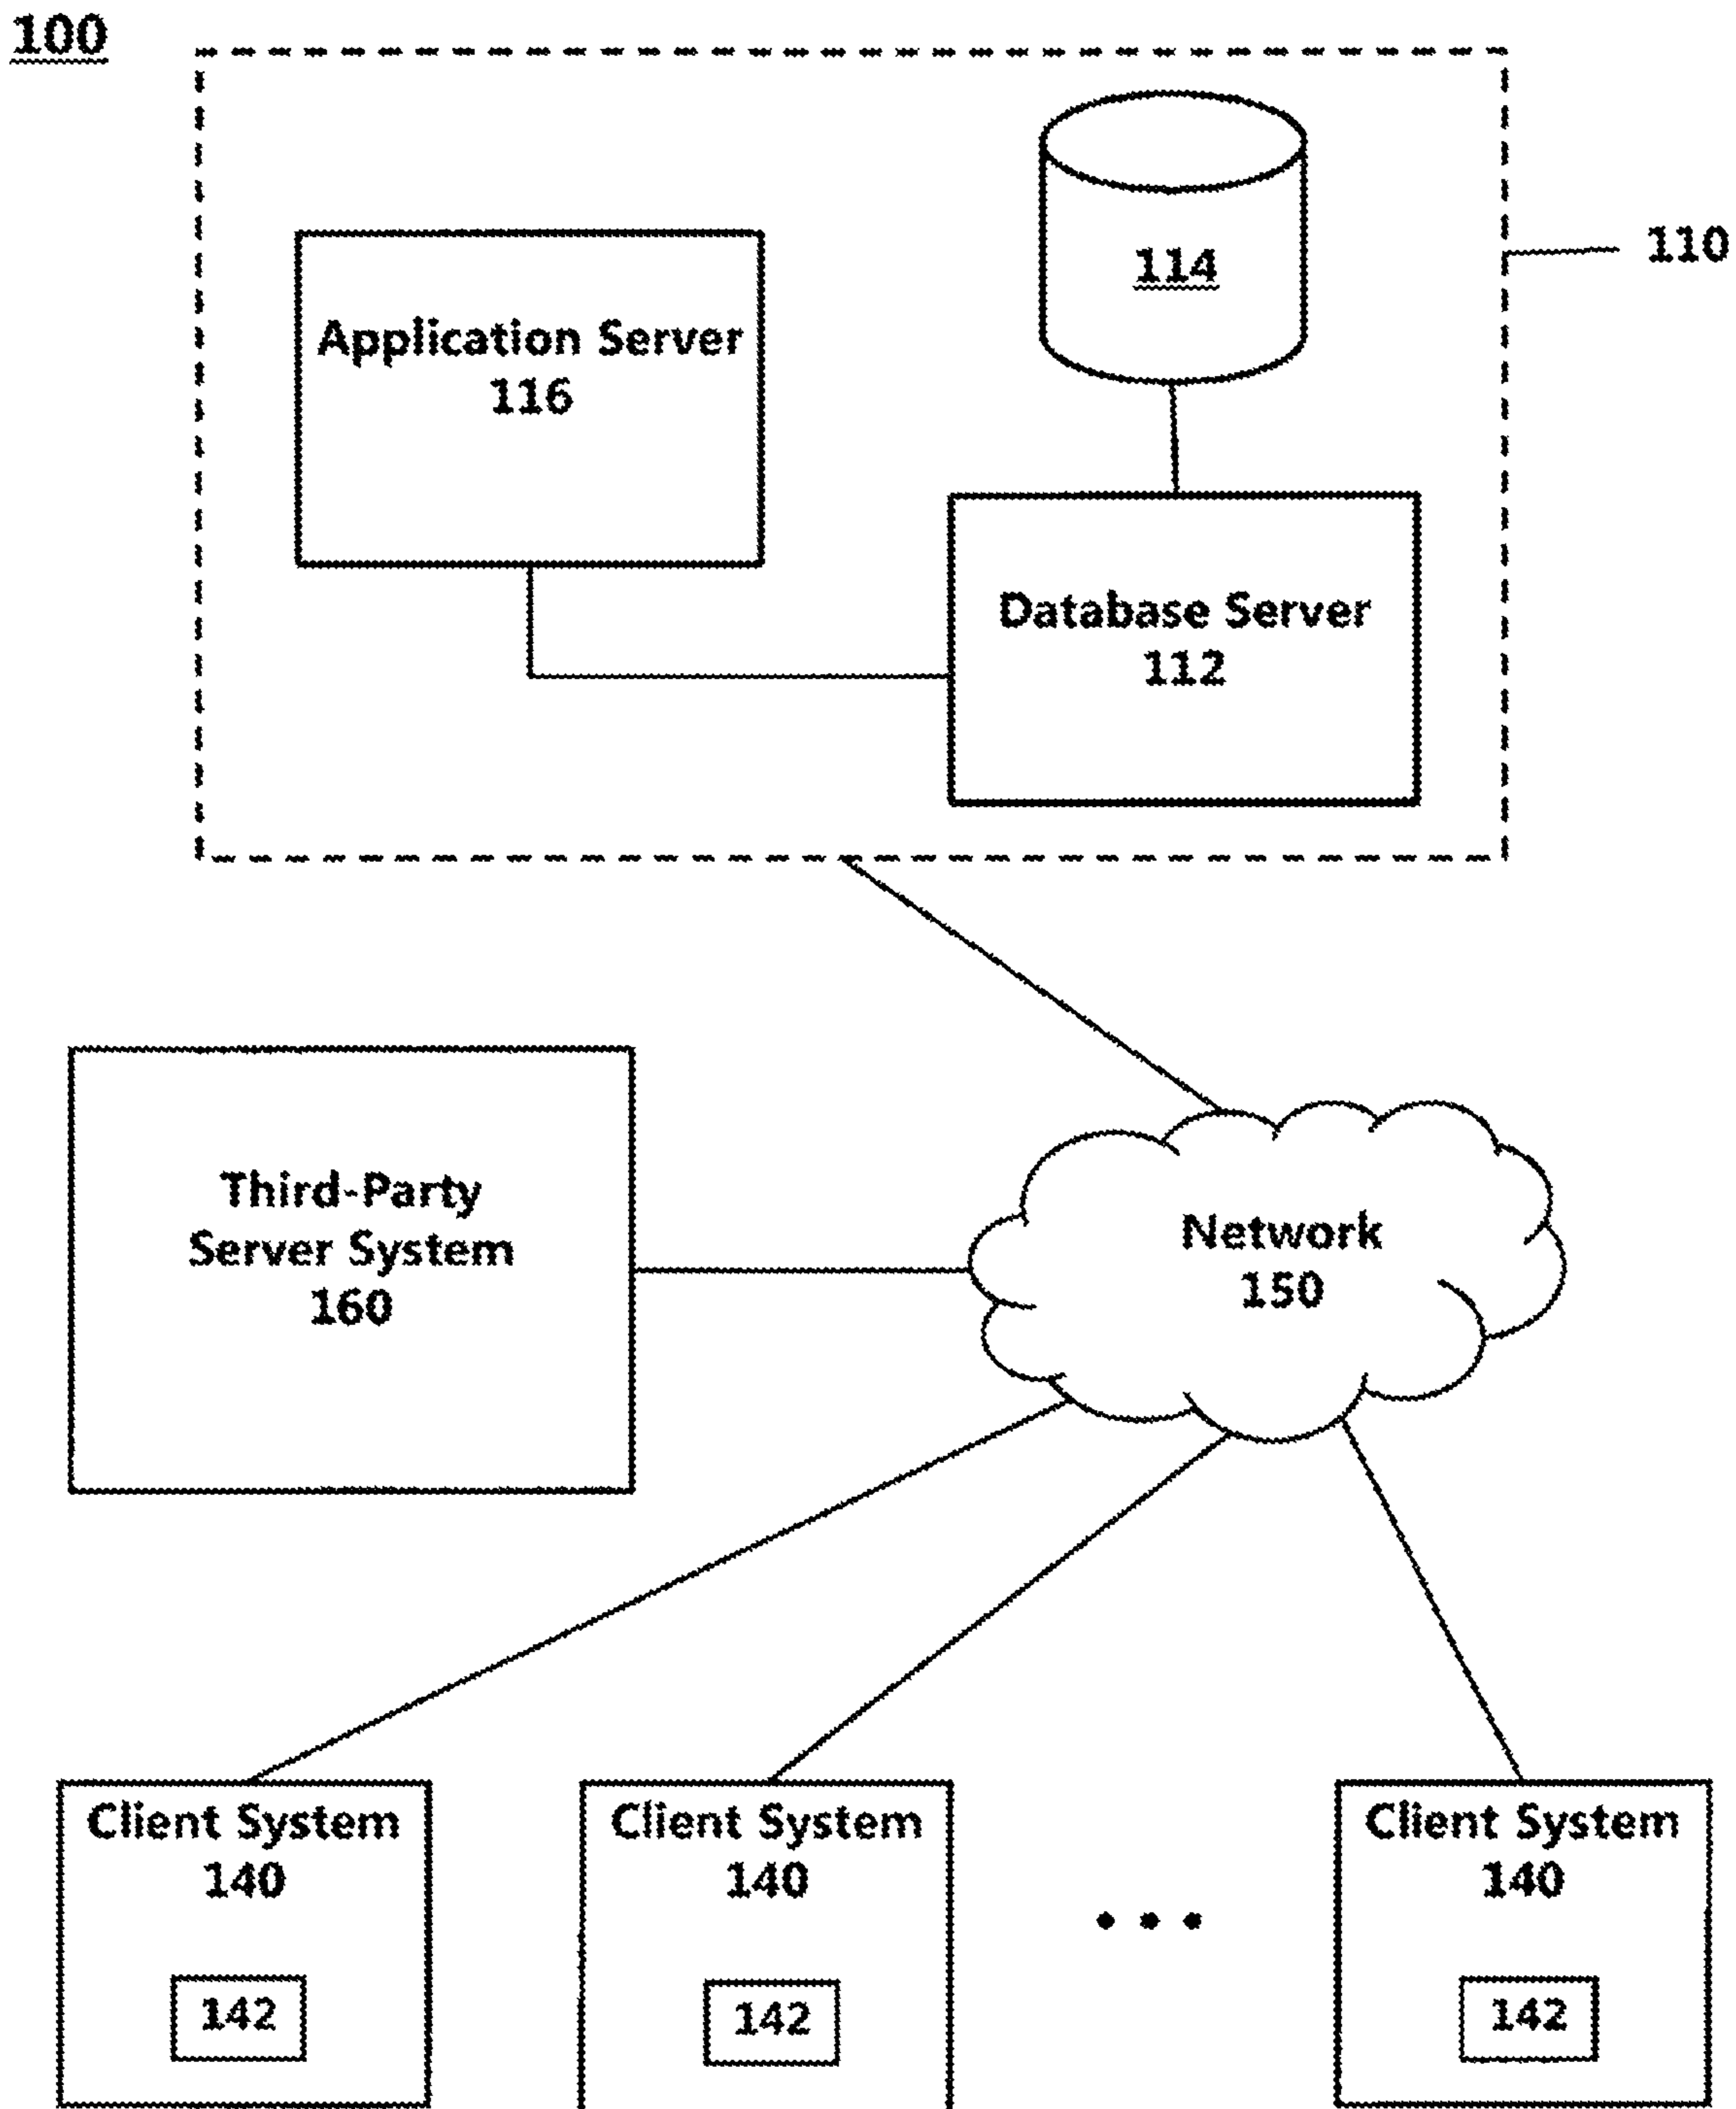 100
114
110
Application Server
116
Database Server
112
Third-Party
Server System
160
Network
150
Client System
140
142
Client System
140
142
Client System
140
142